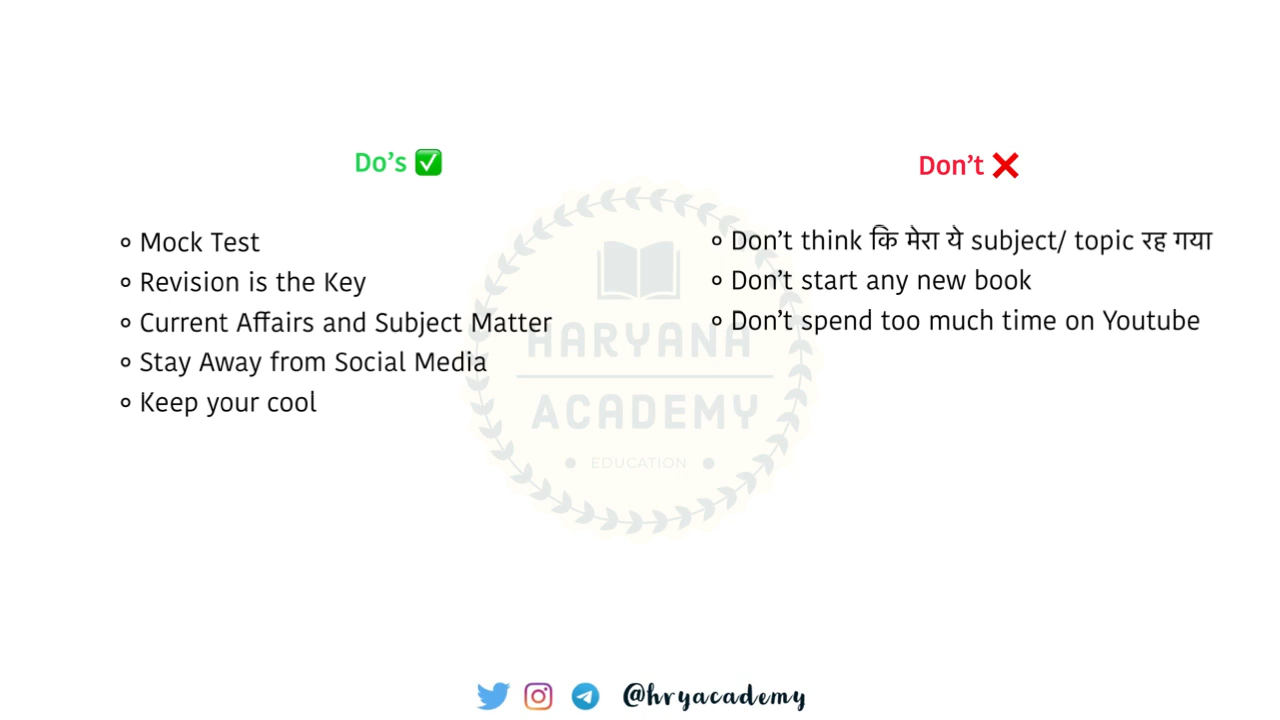 Do's ✅
Mock Test
Revision is the Key
Current Affairs and Subject Matter
Stay Away from Social Media
Keep your cool
Don't ❌
Don't think कि मेरा ये subject/ topic रह गया
Don't start any new book
Don't spend too much time on Youtube
HARYANA
ACADEMY
EDUCATION
@hryacademy